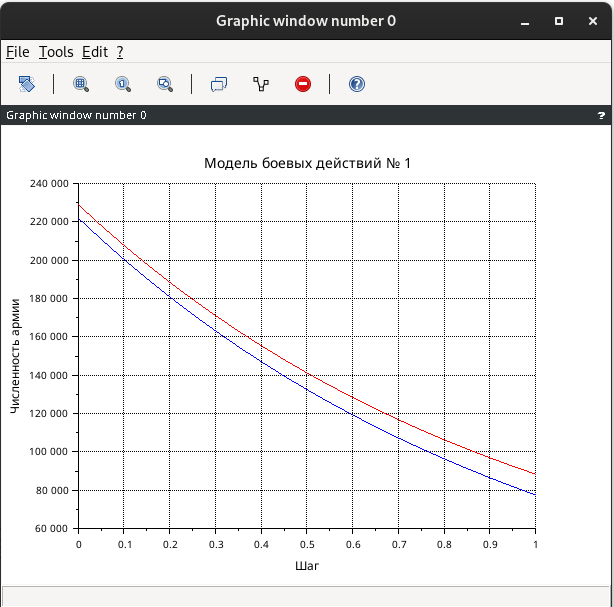 Graphic window number 0
File Tools Edit ?
Graphic window number 0 ?
Модель боевых действий № 1
240 000
220 000
200 000
180 000
160 000
140 000
120 000
100 000
80 000
60 000
Численность армии
0 0.1 0.2 0.3 0.4 0.5 0.6 0.7 0.8 0.9 1
Шаг